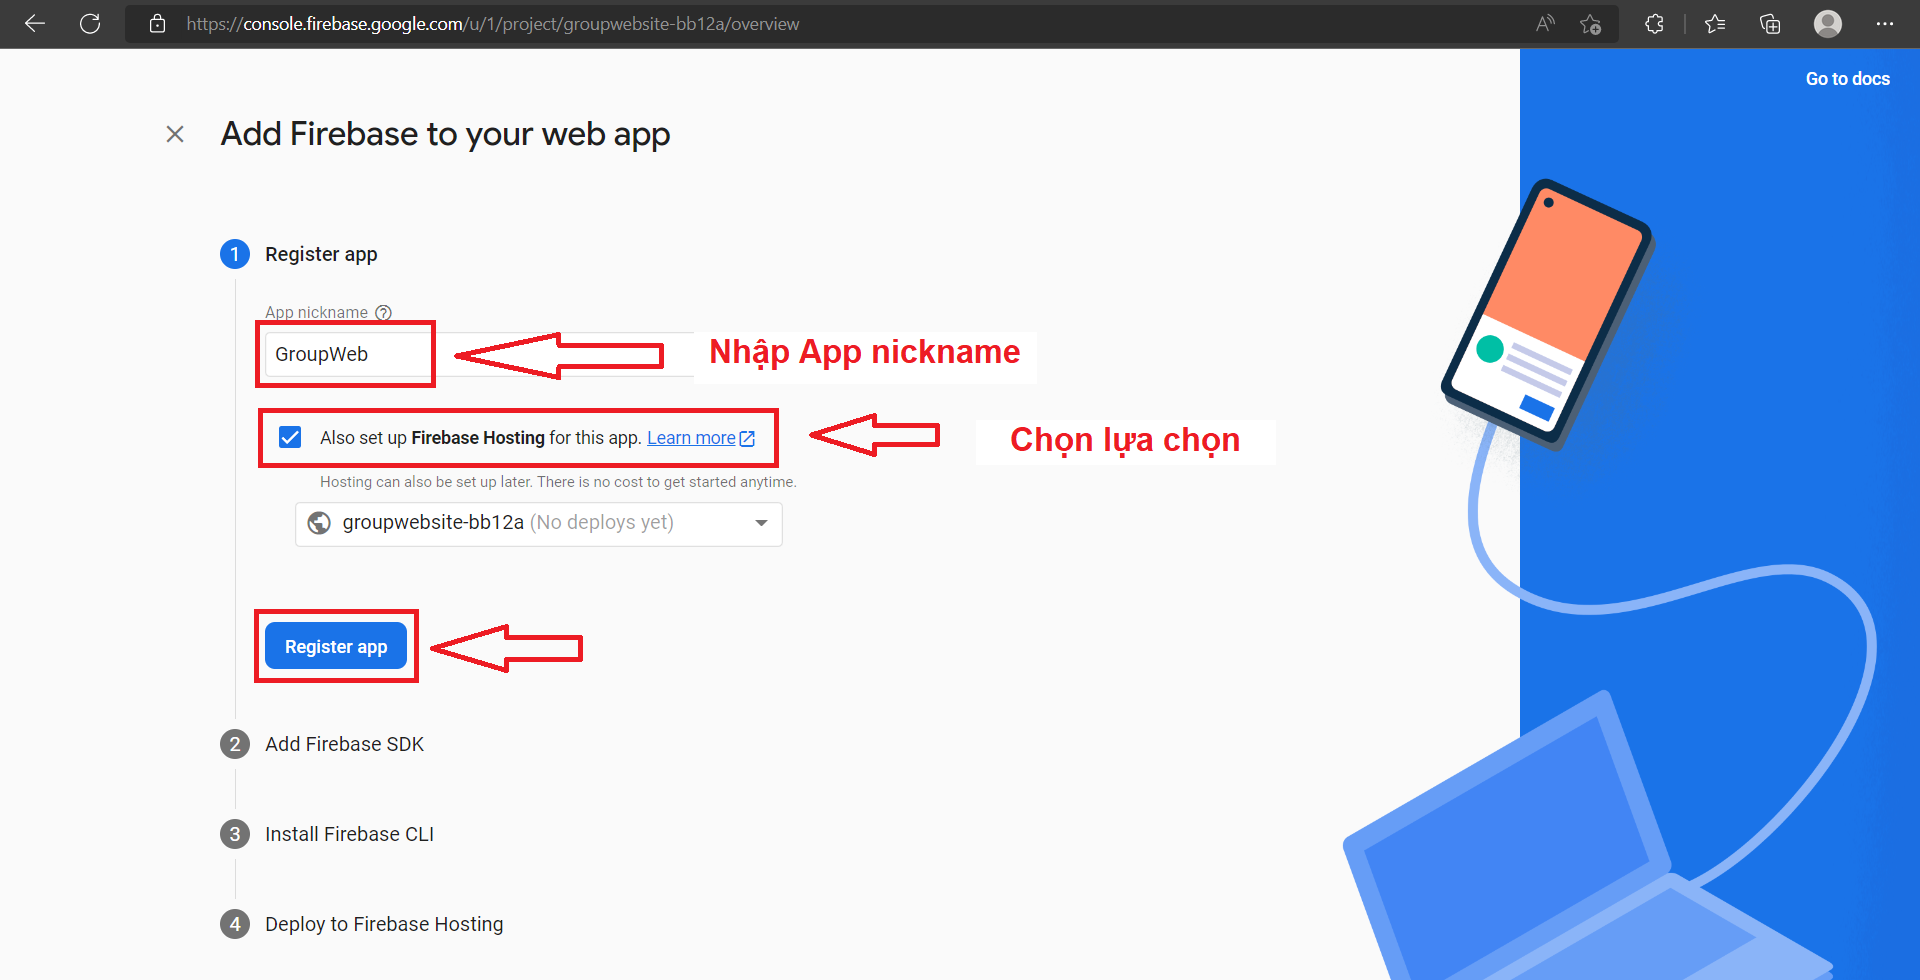 https://console.firebase.google.com/u/1/project/groupwebsite-bb12a/overview
Go to docs
Add Firebase to your web app
1 Register app
App nickname
GroupWeb
Nhập App nickname
Also set up Firebase Hosting for this app. Learn more
Chọn lựa chọn
Hosting can also be set up later. There is no cost to get started anytime.
groupwebsite-bb12a (No deploys yet)
Register app
2 Add Firebase SDK
3 Install Firebase CLI
4 Deploy to Firebase Hosting